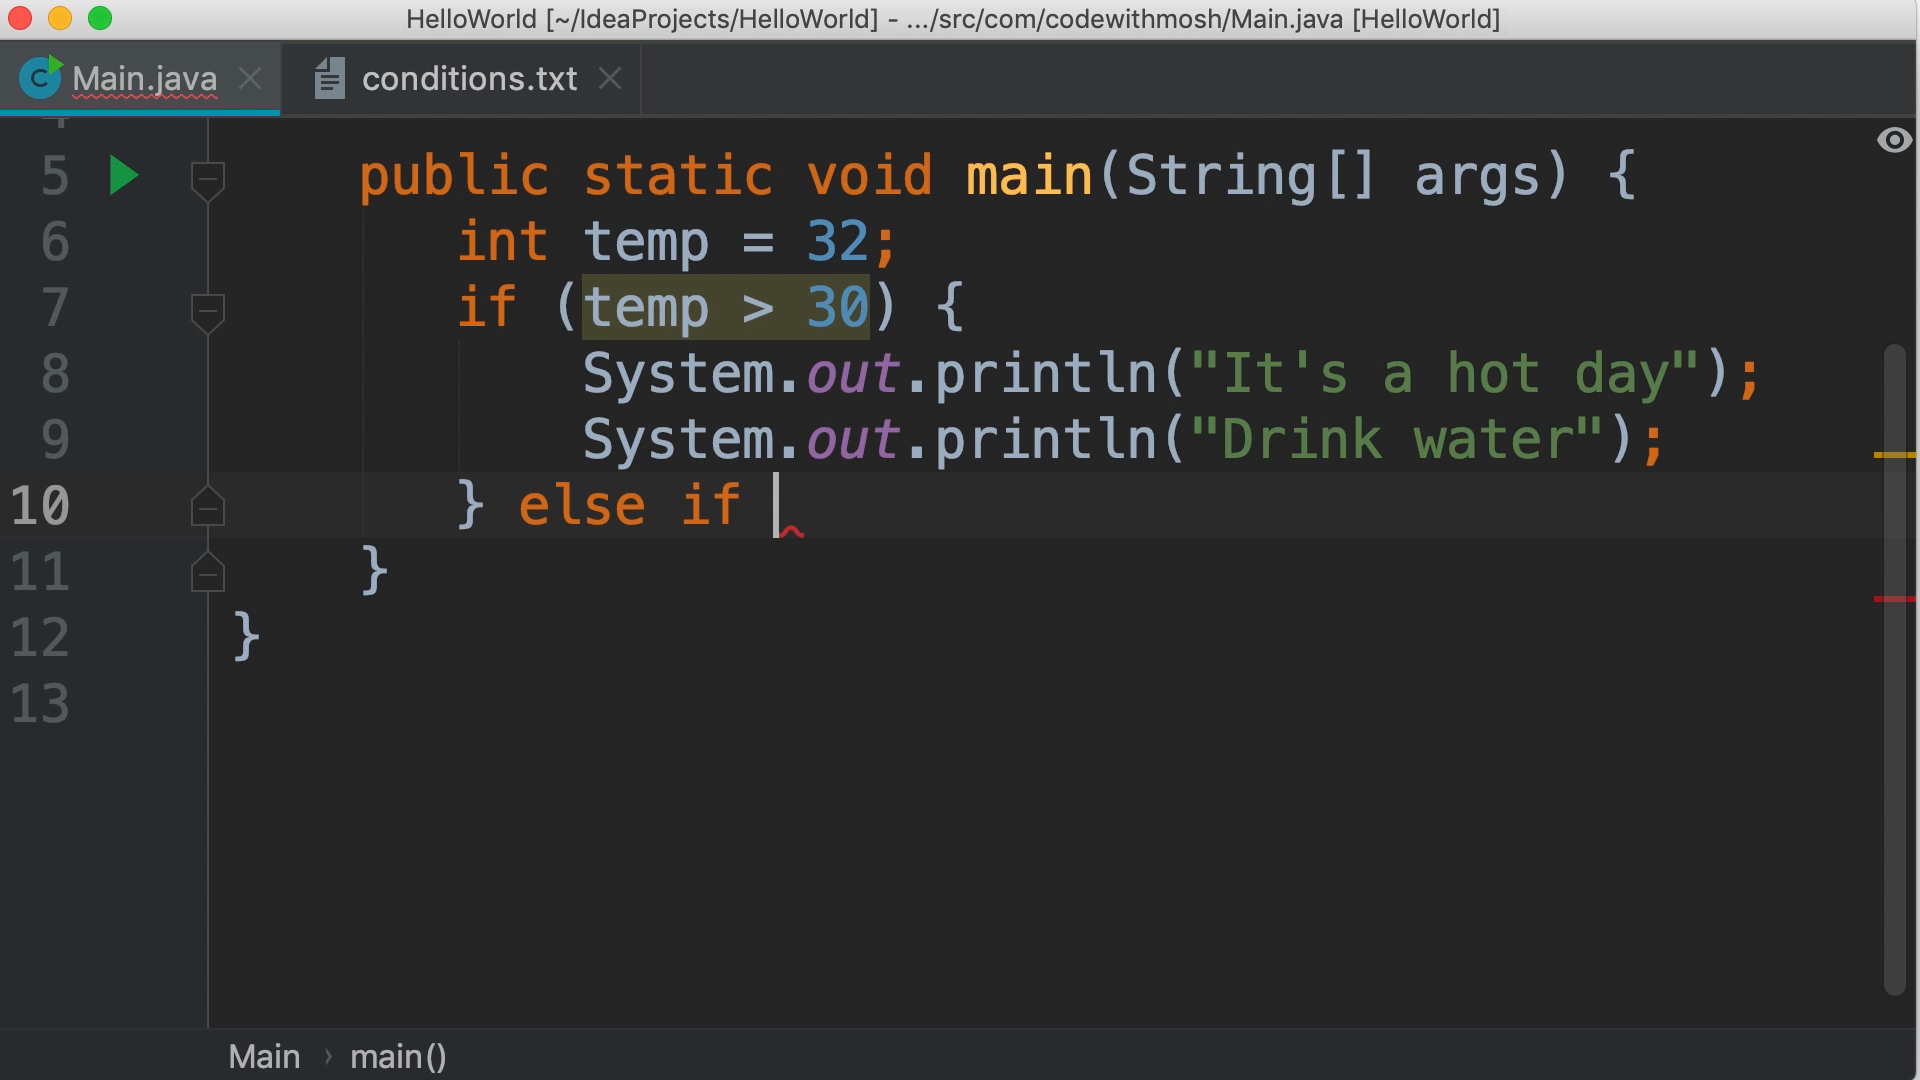 HelloWorld [~/IdeaProjects/HelloWorld] - .../src/com/codewithmosh/Main.java [HelloWorld]
Main.java conditions.txt
5 public static void main(String[] args) {
6 int temp = 32;
7 if (temp > 30) {
8 System.out.println("It's a hot day");
9 System.out.println("Drink water");
10 } else if
11 }
12 }
13
Main › main()